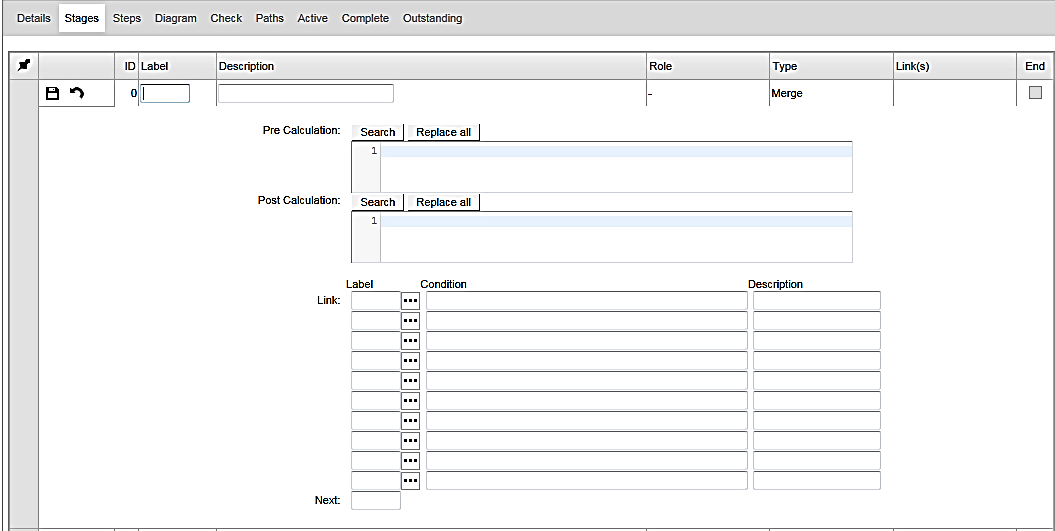 Details Stages Steps Diagram Check Paths Active Complete Outstanding
ID Label Description Role Type Link(s) End
0 - Merge
Pre Calculation: Search Replace all
1
Post Calculation: Search Replace all
1
Label Condition Description
Link:
Next: